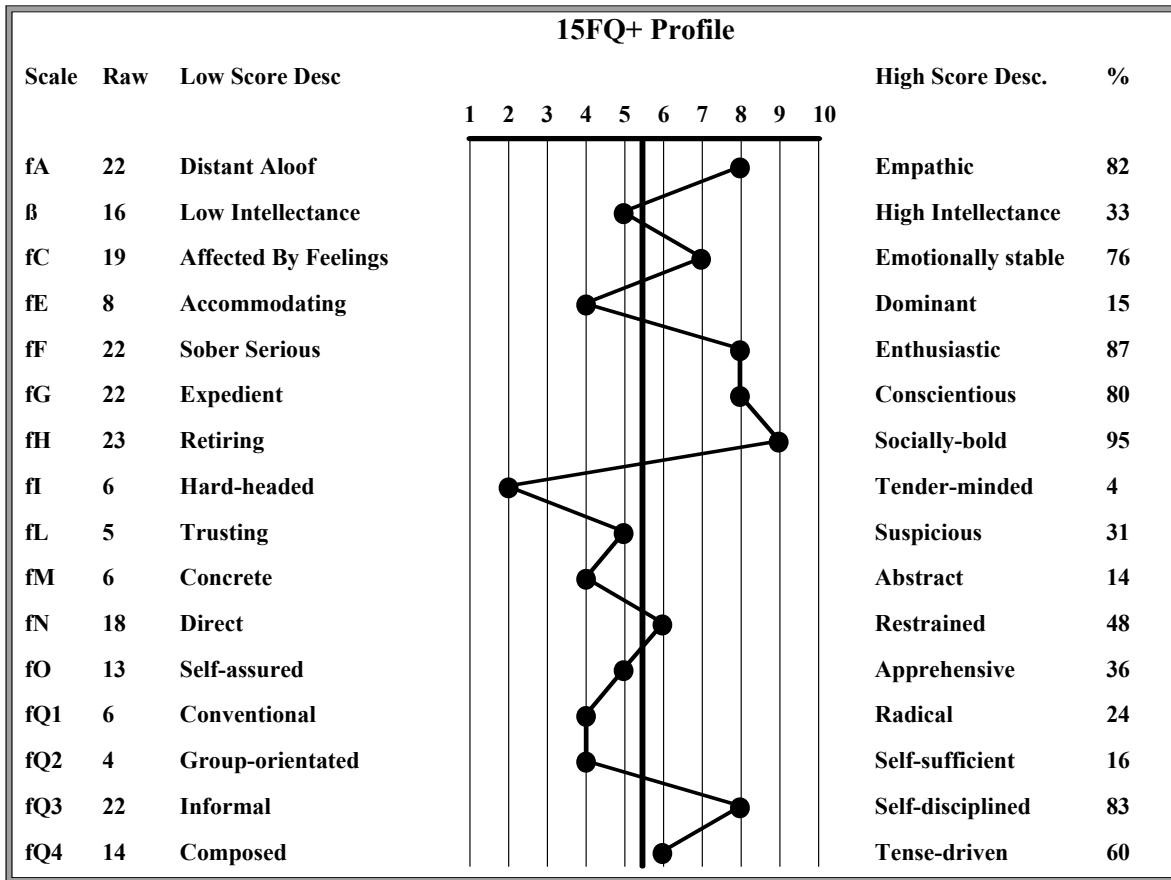 15FQ+ Profile
Scale Raw Low Score Desc High Score Desc. %
1 2 3 4 5 6 7 8 9 10
fA 22 Distant Aloof Empathic 82
ß 16 Low Intellectance High Intellectance 33
fC 19 Affected By Feelings Emotionally stable 76
fE 8 Accommodating Dominant 15
fF 22 Sober Serious Enthusiastic 87
fG 22 Expedient Conscientious 80
fH 23 Retiring Socially-bold 95
fI 6 Hard-headed Tender-minded 4
fL 5 Trusting Suspicious 31
fM 6 Concrete Abstract 14
fN 18 Direct Restrained 48
fO 13 Self-assured Apprehensive 36
fQ1 6 Conventional Radical 24
fQ2 4 Group-orientated Self-sufficient 16
fQ3 22 Informal Self-disciplined 83
fQ4 14 Composed Tense-driven 60